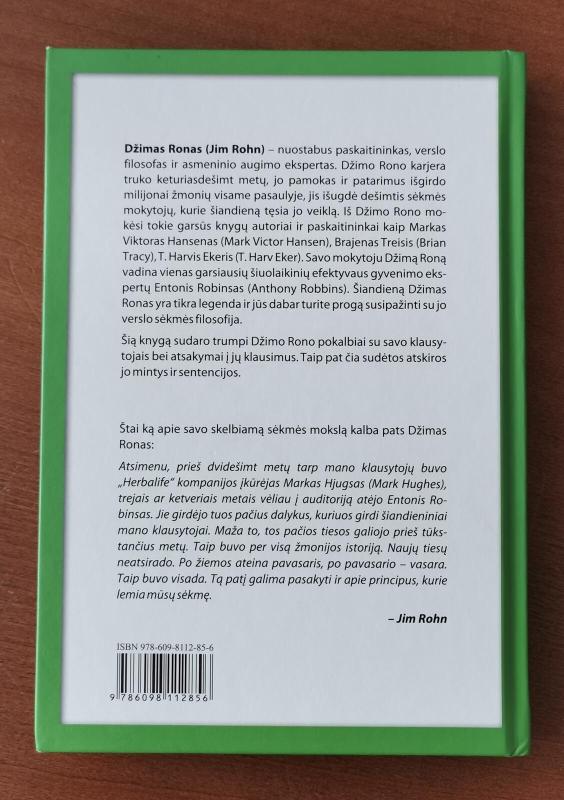 Džimas Ronas (Jim Rohn) – nuostabus paskaitininkas, verslo
filosofas ir asmeninio augimo ekspertas. Džimo Rono karjera
truko keturiasdešimt metų, jo pamokas ir patarimus išgirdo
milijonai žmonių visame pasaulyje, jis išugdė dešimtis sėkmės
mokytojų, kurie šiandieną tęsia jo veiklą. Iš Džimo Rono mo-
kėsi tokie garsūs knygų autoriai ir paskaitininkai kaip Markas
Viktoras Hansenas (Mark Victor Hansen), Brajenas Treisis (Brian
Tracy), T. Harvis Ekeris (T. Harv Eker). Savo mokytoju Džimą Roną
vadina vienas garsiausių šiuolaikinių efektyvaus gyvenimo eks-
pertų Entonis Robinsas (Anthony Robbins). Šiandieną Džimas
Ronas yra tikra legenda ir jūs dabar turite progą susipažinti su jo
verslo sėkmės filosofija.
Šią knygą sudaro trumpi Džimo Rono pokalbiai su savo klausy-
tojais bei atsakymai į jų klausimus. Taip pat čia sudėtos atskiros
jo mintys ir sentencijos.
Štai ką apie savo skelbiamą sėkmės mokslą kalba pats Džimas
Ronas:
Atsimenu, prieš dvidešimt metų tarp mano klausytojų buvo
„Herbalife“ kompanijos įkūrėjas Markas Hjugsas (Mark Hughes),
trejais ar ketveriais metais vėliau į auditoriją atėjo Entonis Ro-
binsas. Jie girdėjo tuos pačius dalykus, kuriuos girdi šiandieniniai
mano klausytojai. Maža to, tos pačios tiesos galiojo prieš tūks-
tančius metų. Taip buvo per visą žmonijos istoriją. Naujų tiesų
neatsirado. Po žiemos ateina pavasaris, po pavasario – vasara.
Taip buvo visada. Tą patį galima pasakyti ir apie principus, kurie
lemia mūsų sėkmę.
– Jim Rohn
ISBN 978-609-8112-85-6
9 786098 112856